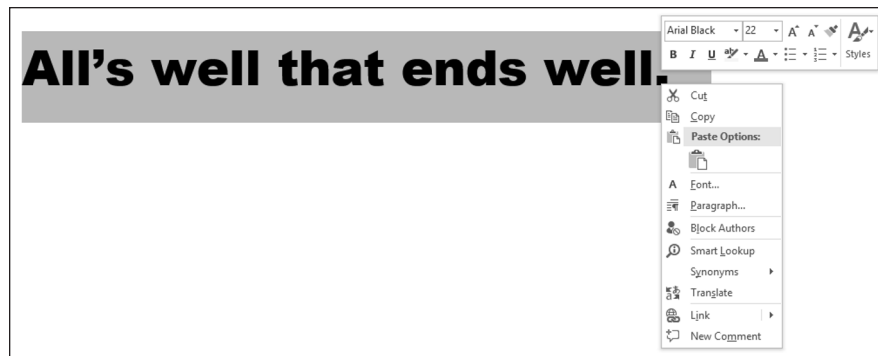 All's well that ends well.
Arial Black 22 A A A
B I U aby A Styles
Cut
Copy
Paste Options:
A Font...
Paragraph...
Block Authors
Smart Lookup
Synonyms
Translate
Link
New Comment